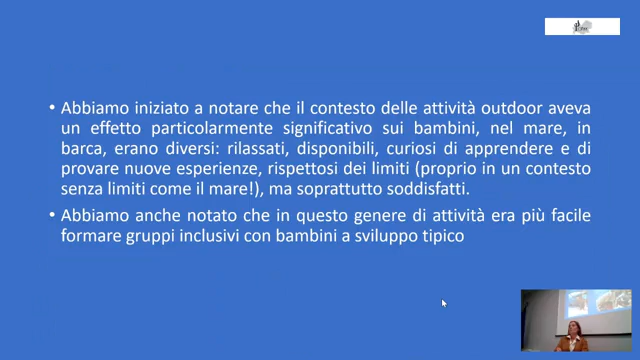 • Abbiamo iniziato a notare che il contesto delle attività outdoor aveva
un effetto particolarmente significativo sui bambini, nel mare, in
barca, erano diversi: rilassati, disponibili, curiosi di apprendere e di
provare nuove esperienze, rispettosi dei limiti (proprio in un contesto
senza limiti come il mare!), ma soprattutto soddisfatti.
• Abbiamo anche notato che in questo genere di attività era più facile
formare gruppi inclusivi con bambini a sviluppo tipico